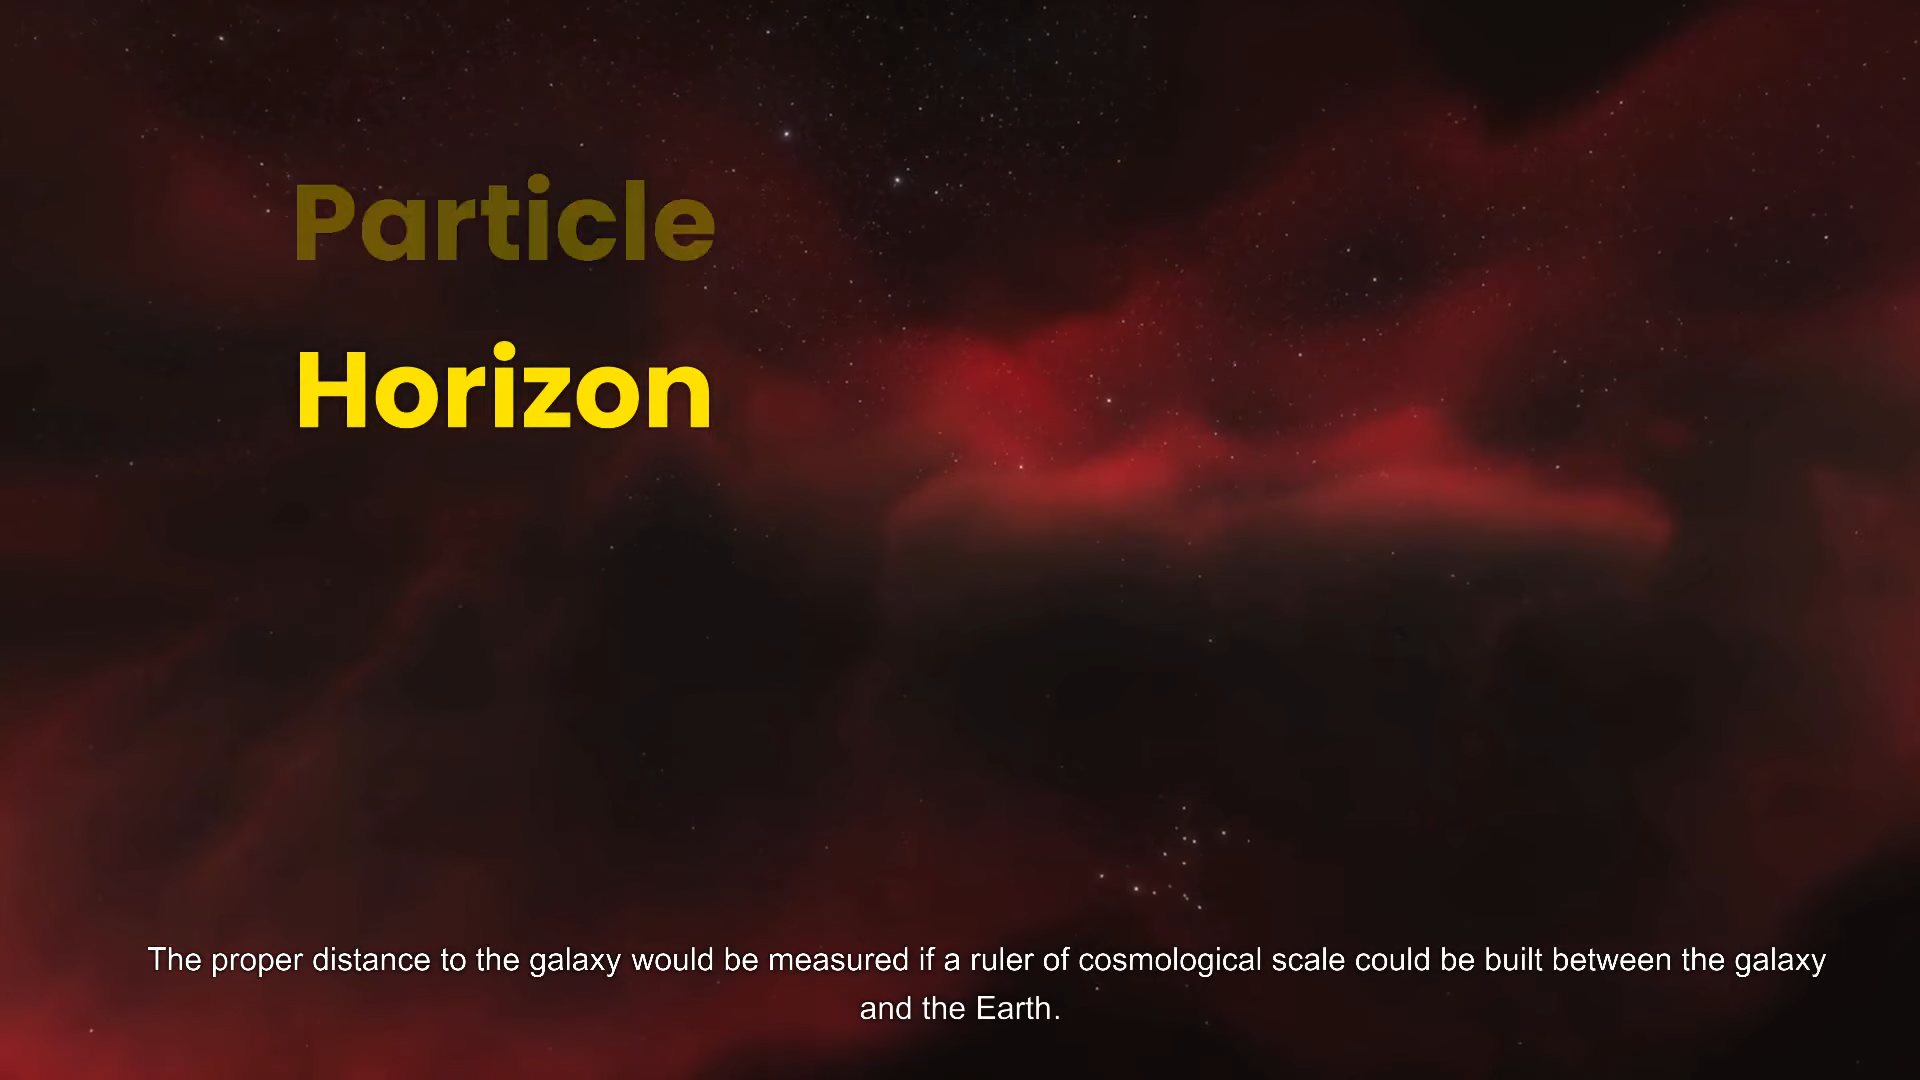 Particle
Horizon
The proper distance to the galaxy would be measured if a ruler of cosmological scale could be built between the galaxy
and the Earth.